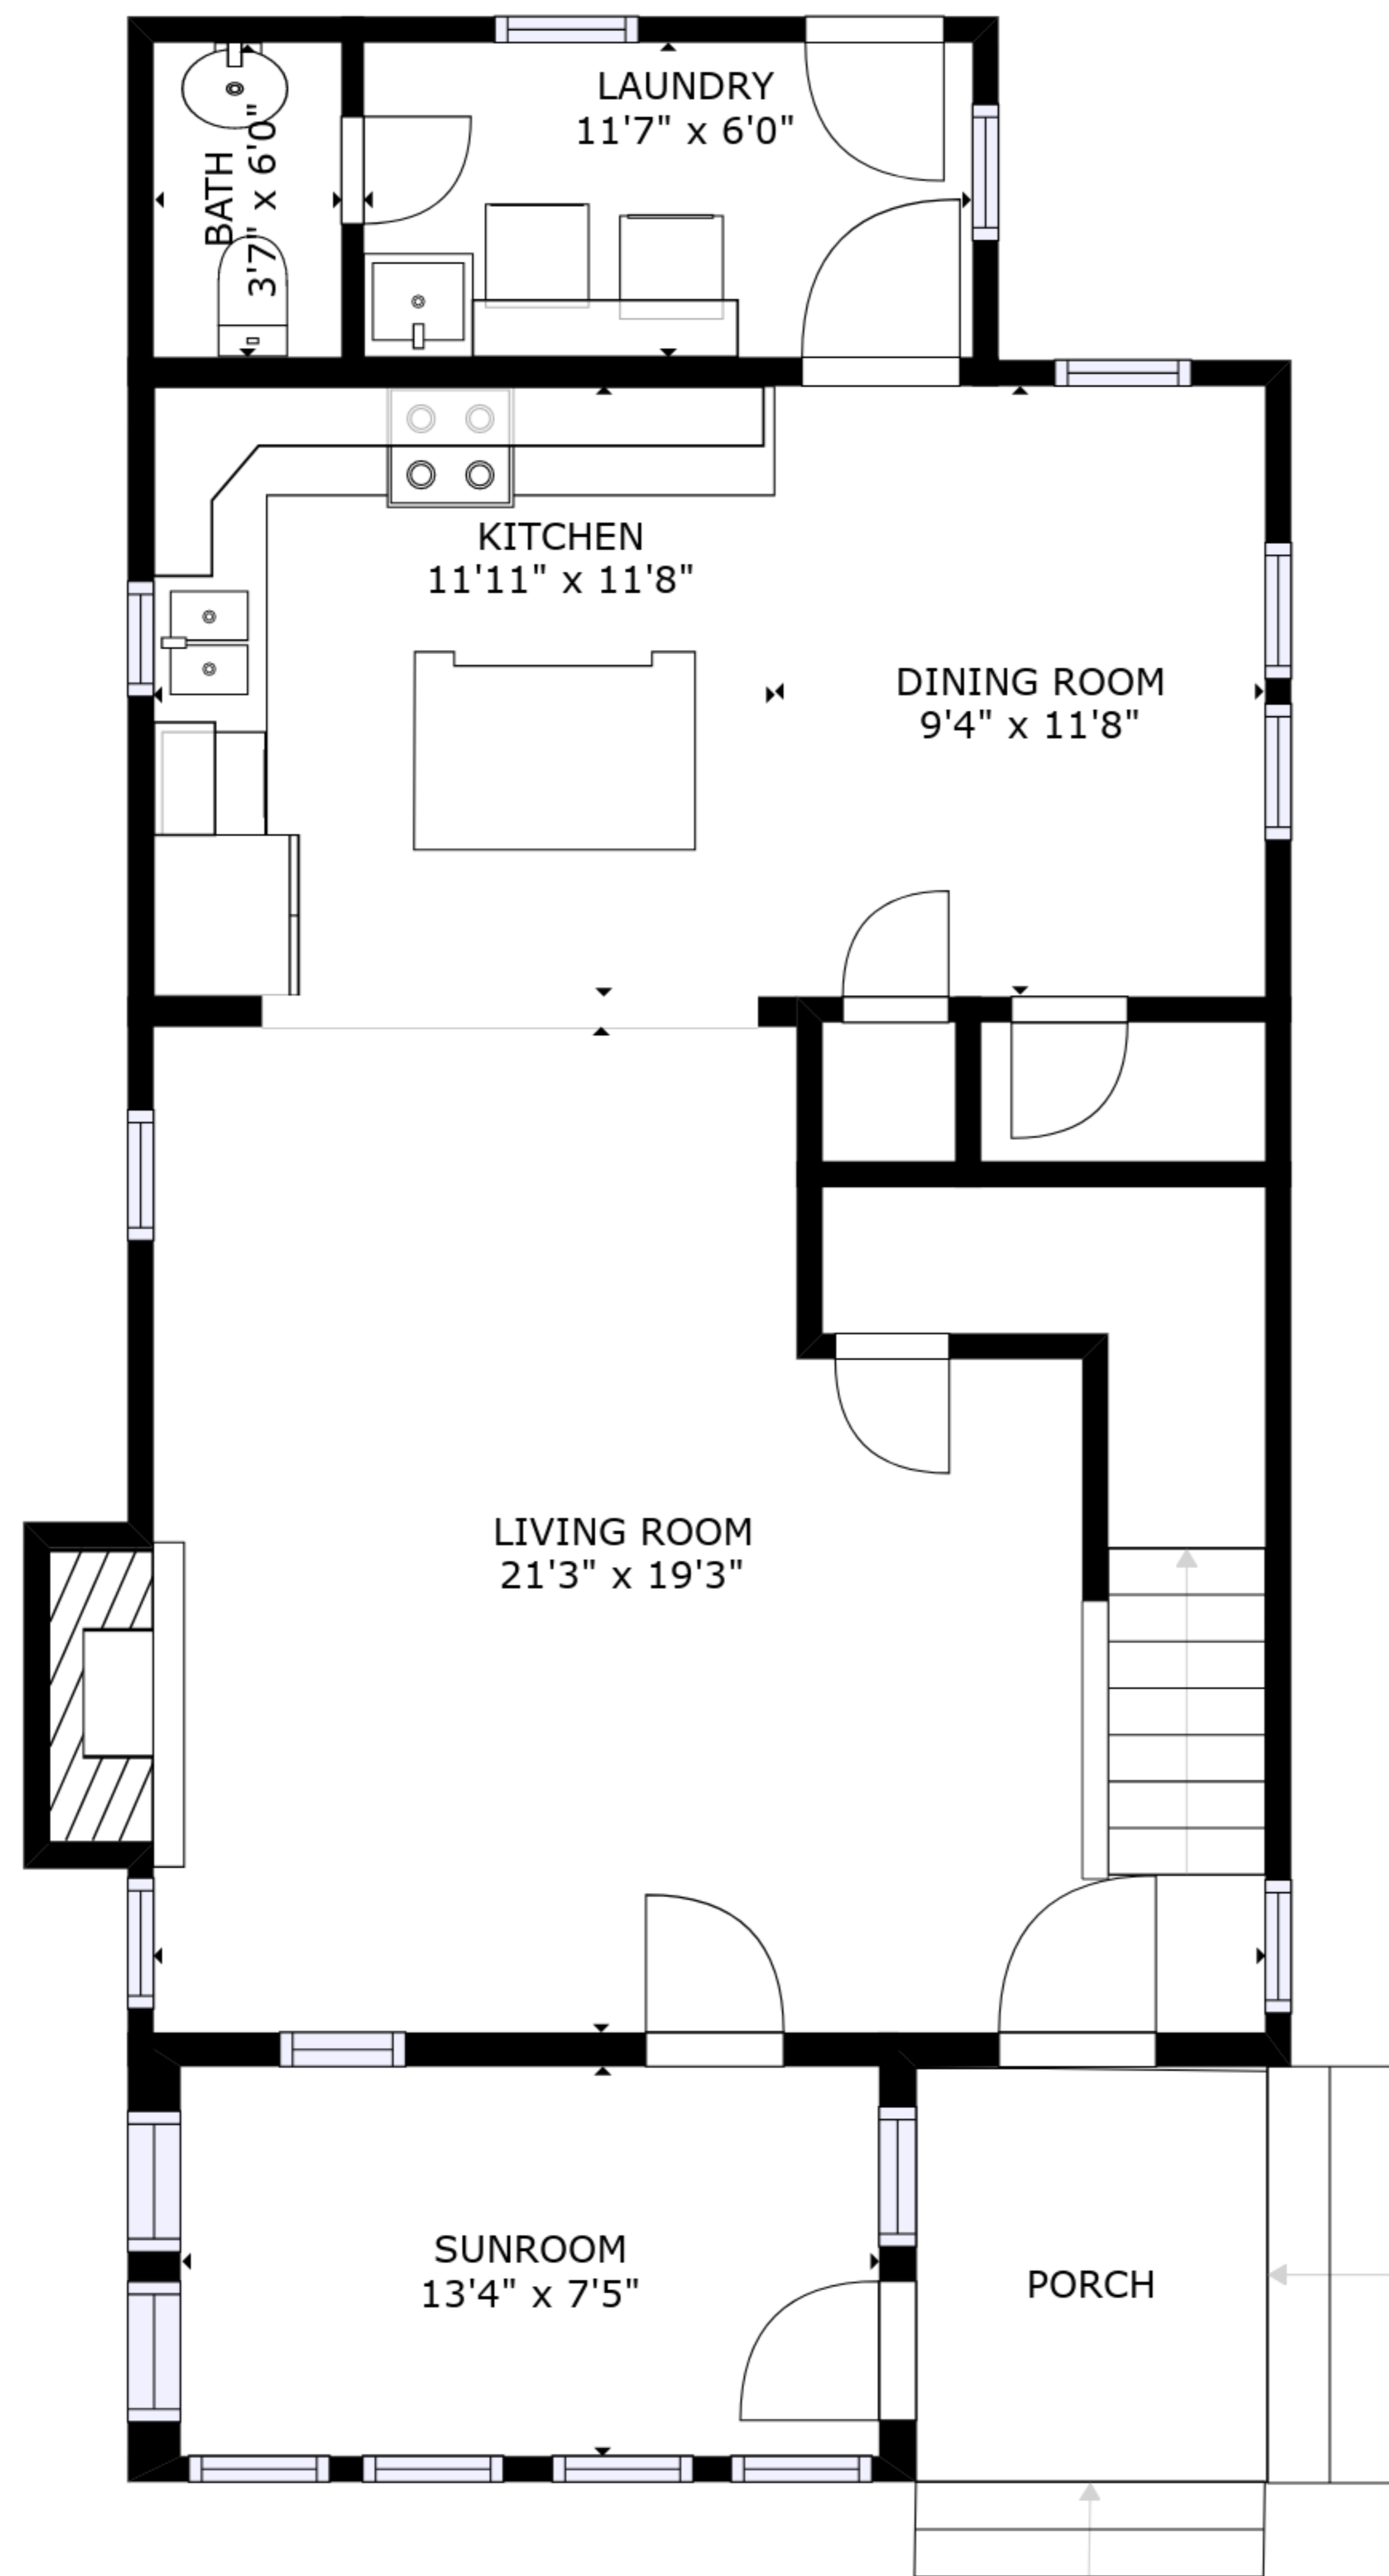 LAUNDRY
11'7" x 6'0"
BATH
3'7" x 6'0"
KITCHEN
11'11" x 11'8"
DINING ROOM
9'4" x 11'8"
LIVING ROOM
21'3" x 19'3"
SUNROOM
13'4" x 7'5"
PORCH